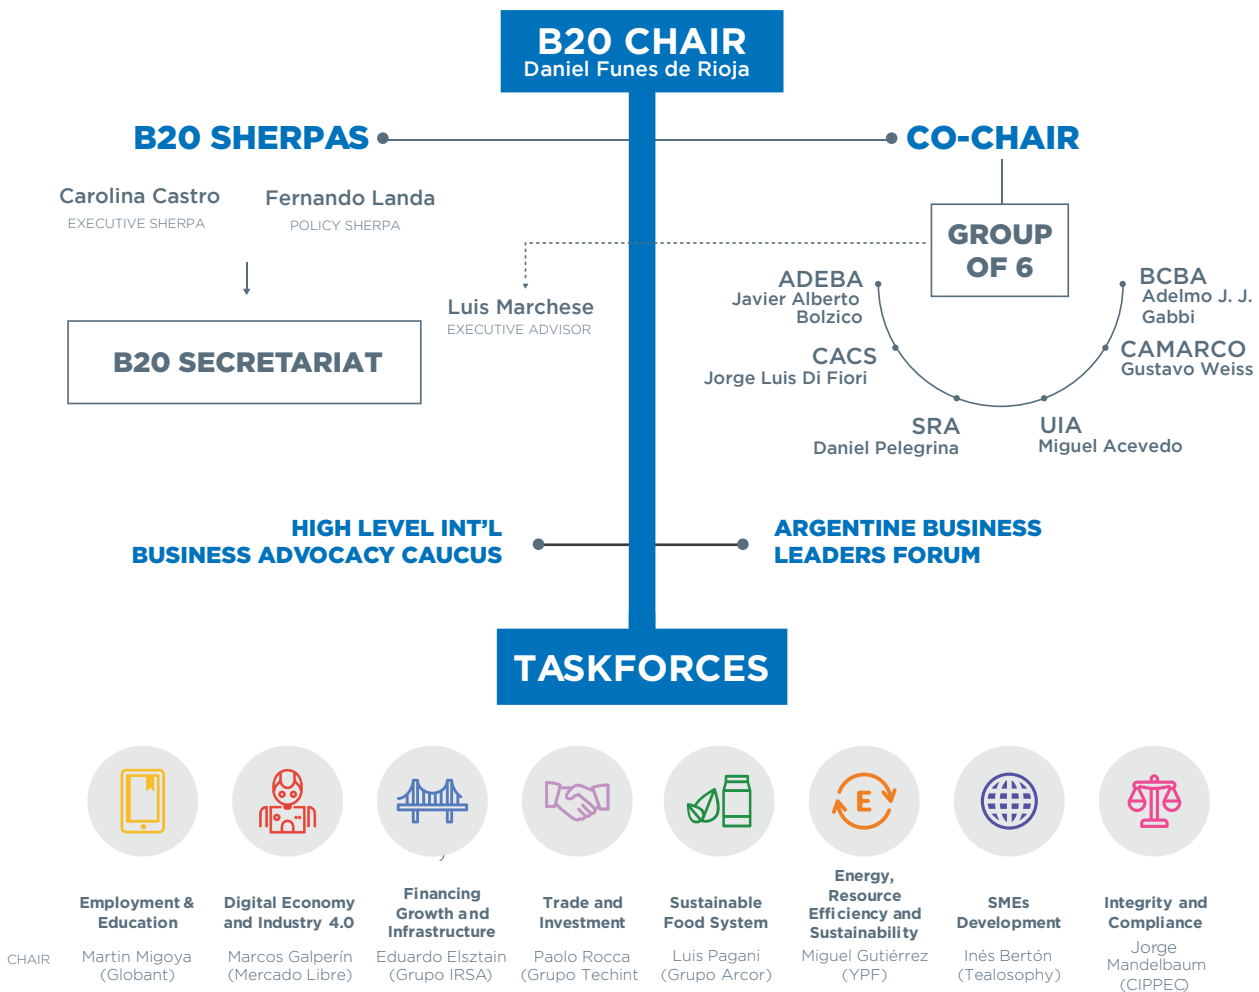 B20 CHAIR
Daniel Funes de Rioja
B20 SHERPAS
CO-CHAIR
Carolina Castro
EXECUTIVE SHERPA
Fernando Landa
POLICY SHERPA
GROUP
OF 6
Luis Marchese
EXECUTIVE ADVISOR
B20 SECRETARIAT
ADEBA
Javier Alberto
Bolzico
CACS
Jorge Luis Di Fiori
SRA
Daniel Pelegrina
UIA
Miguel Acevedo
CAMARCO
Gustavo Weiss
BCBA
Adelmo J. J.
Gabbi
HIGH LEVEL INT’L
BUSINESS ADVOCACY CAUCUS
ARGENTINE BUSINESS
LEADERS FORUM
TASKFORCES
E
Employment &
Education
Digital Economy
and Industry 4.0
Financing
Growth and
Infrastructure
Trade and
Investment
Sustainable
Food System
Energy,
Resource
Efficiency and
Sustainability
SMEs
Development
Integrity and
Compliance
CHAIR
Martin Migoya
(Globant)
Marcos Galperín
(Mercado Libre)
Eduardo Elsztain
(Grupo IRSA)
Paolo Rocca
(Grupo Techint
Luis Pagani
(Grupo Arcor)
Miguel Gutiérrez
(YPF)
Inés Bertón
(Tealosophy)
Jorge
Mandelbaum
(CIPPEC)